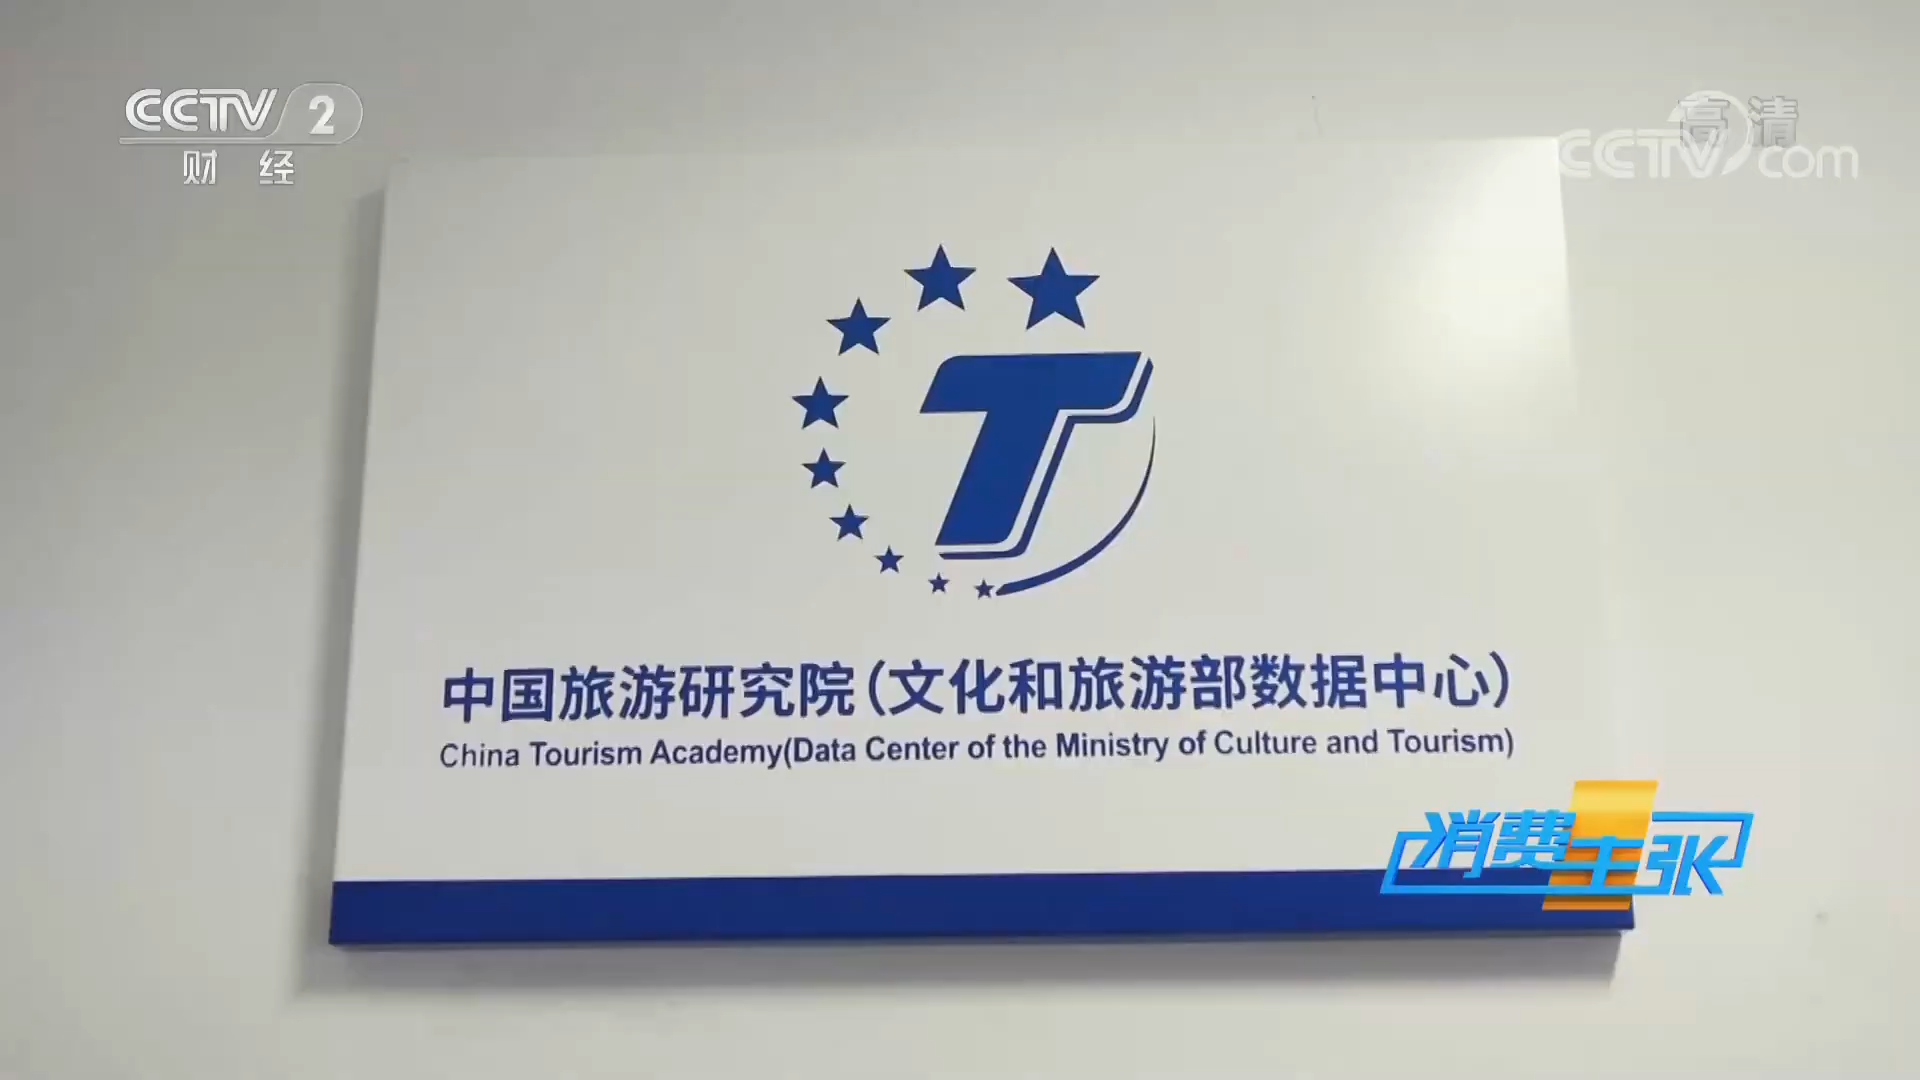 CCTV 2
财 经
高清
CCTV.com
T
中国旅游研究院(文化和旅游部数据中心)
China Tourism Academy(Data Center of the Ministry of Culture and Tourism)
消费主张